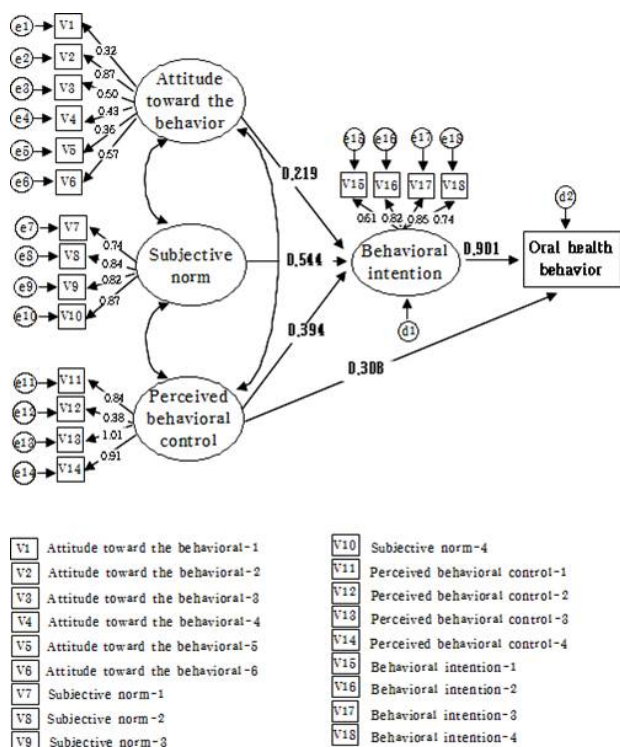 e1 V1
0.32
e2 V2
0.87
e3 V3
0.50
e4 V4
0.43
e5 V5
0.36
e6 V6
0.57
Attitude
toward the
behavior
e7 V7
0.74
e8 V8
0.84
e9 V9
0.82
e10 V10
0.87
Subjective
norm
e11 V11
0.84
e12 V12
0.38
e13 V13
1.01
e14 V14
0.91
Perceived
behavioral
control
0.219
0.544
0.394
0.308
e15 e16 e17 e18
V15 V16 V17 V18
0.61 0.82 0.85 0.74
Behavioral
intention
d1
0.901
d2
Oral health
behavior
V1 Attitude toward the behavioral-1
V2 Attitude toward the behavioral-2
V3 Attitude toward the behavioral-3
V4 Attitude toward the behavioral-4
V5 Attitude toward the behavioral-5
V6 Attitude toward the behavioral-6
V7 Subjective norm-1
V8 Subjective norm-2
V9 Subjective norm-3
V10 Subjective norm-4
V11 Perceived behavioral control-1
V12 Perceived behavioral control-2
V13 Perceived behavioral control-3
V14 Perceived behavioral control-4
V15 Behavioral intention-1
V16 Behavioral intention-2
V17 Behavioral intention-3
V18 Behavioral intention-4